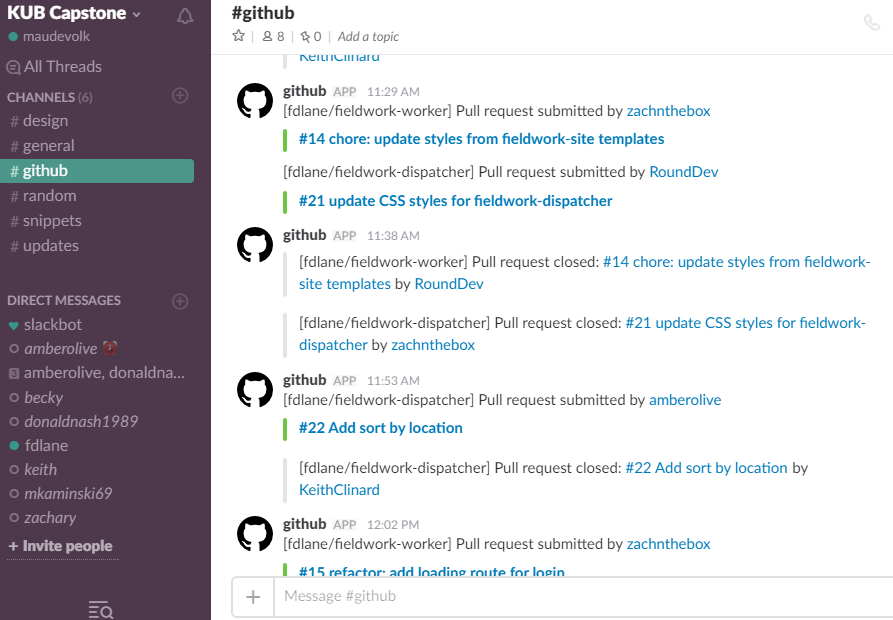 KUB Capstone
maudevolk
All Threads
CHANNELS (6)
# design
# general
# github
# random
# snippets
# updates
DIRECT MESSAGES
slackbot
amberolive
3 amberolive, donaldna...
becky
donaldnash1989
fdlane
keith
mkaminski69
zachary
+ Invite people
#github
8 | 0 | Add a topic
KeithClinard
github APP 11:29 AM
[fdlane/fieldwork-worker] Pull request submitted by zachnthebox
#14 chore: update styles from fieldwork-site templates
[fdlane/fieldwork-dispatcher] Pull request submitted by RoundDev
#21 update CSS styles for fieldwork-dispatcher
github APP 11:38 AM
[fdlane/fieldwork-worker] Pull request closed: #14 chore: update styles from fieldwork-
site templates by RoundDev
[fdlane/fieldwork-dispatcher] Pull request closed: #21 update CSS styles for fieldwork-
dispatcher by zachnthebox
github APP 11:53 AM
[fdlane/fieldwork-dispatcher] Pull request submitted by amberolive
#22 Add sort by location
[fdlane/fieldwork-dispatcher] Pull request closed: #22 Add sort by location by
KeithClinard
github APP 12:02 PM
[fdlane/fieldwork-worker] Pull request submitted by zachnthebox
#15 refactor: add loading route for login
Message #github